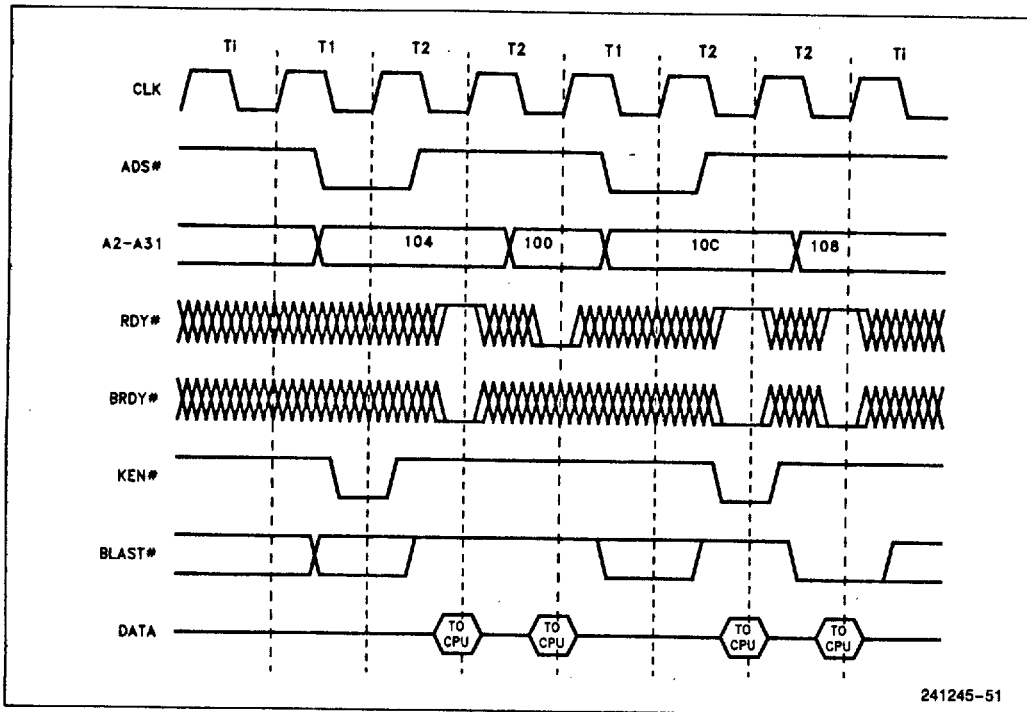 Ti T1 T2 T2 T1 T2 T2 Ti
CLK
ADS#
A2-A31 104 100 10C 108
RDY#
BRDY#
KEN#
BLAST#
DATA TO CPU TO CPU TO CPU TO CPU
241245-51